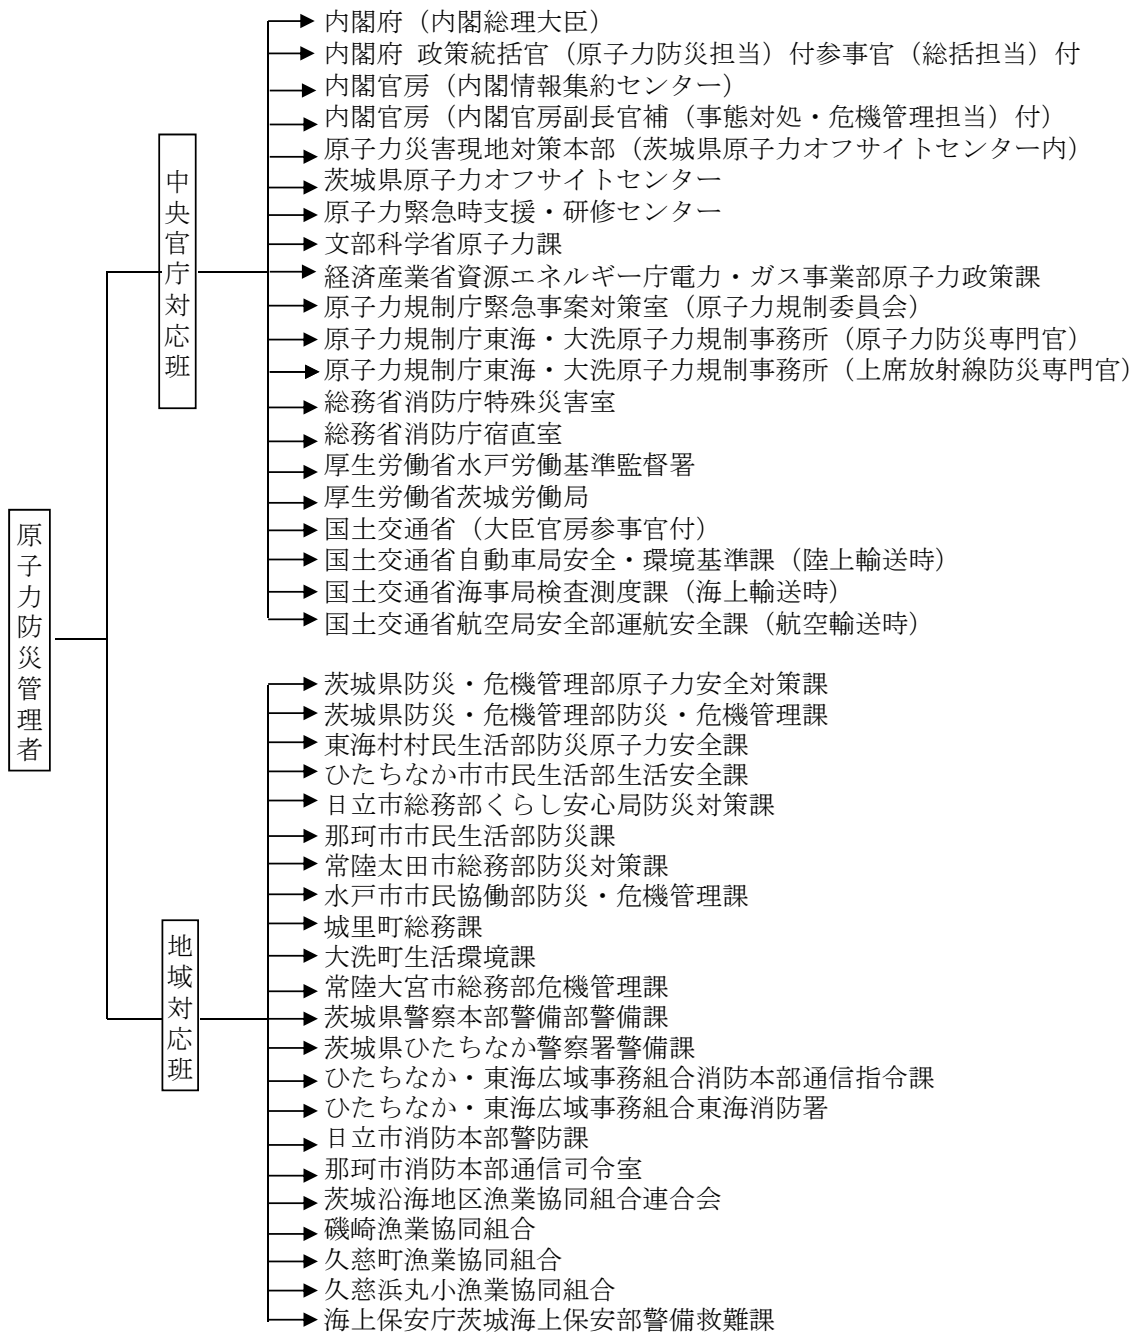 原子力防災管理者
中央官庁対応班
内閣府（内閣総理大臣）
内閣府 政策統括官（原子力防災担当）付参事官（総括担当）付
内閣官房（内閣情報集約センター）
内閣官房（内閣官房副長官補（事態対処・危機管理担当）付）
原子力災害現地対策本部（茨城県原子力オフサイトセンター内）
茨城県原子力オフサイトセンター
原子力緊急時支援・研修センター
文部科学省原子力課
経済産業省資源エネルギー庁電力・ガス事業部原子力政策課
原子力規制庁緊急事案対策室（原子力規制委員会）
原子力規制庁東海・大洗原子力規制事務所（原子力防災専門官）
原子力規制庁東海・大洗原子力規制事務所（上席放射線防災専門官）
総務省消防庁特殊災害室
総務省消防庁宿直室
厚生労働省水戸労働基準監督署
厚生労働省茨城労働局
国土交通省（大臣官房参事官付）
国土交通省自動車局安全・環境基準課（陸上輸送時）
国土交通省海事局検査測度課（海上輸送時）
国土交通省航空局安全部運航安全課（航空輸送時）
地域対応班
茨城県防災・危機管理部原子力安全対策課
茨城県防災・危機管理部防災・危機管理課
東海村村民生活部防災原子力安全課
ひたちなか市市民生活部生活安全課
日立市総務部くらし安心局防災対策課
那珂市市民生活部防災課
常陸太田市総務部防災対策課
水戸市市民協働部防災・危機管理課
城里町総務課
大洗町生活環境課
常陸大宮市総務部危機管理課
茨城県警察本部警備部警備課
茨城県ひたちなか警察署警備課
ひたちなか・東海広域事務組合消防本部通信指令課
ひたちなか・東海広域事務組合東海消防署
日立市消防本部警防課
那珂市消防本部通信司令室
茨城沿海地区漁業協同組合連合会
磯崎漁業協同組合
久慈町漁業協同組合
久慈浜丸小漁業協同組合
海上保安庁茨城海上保安部警備救難課